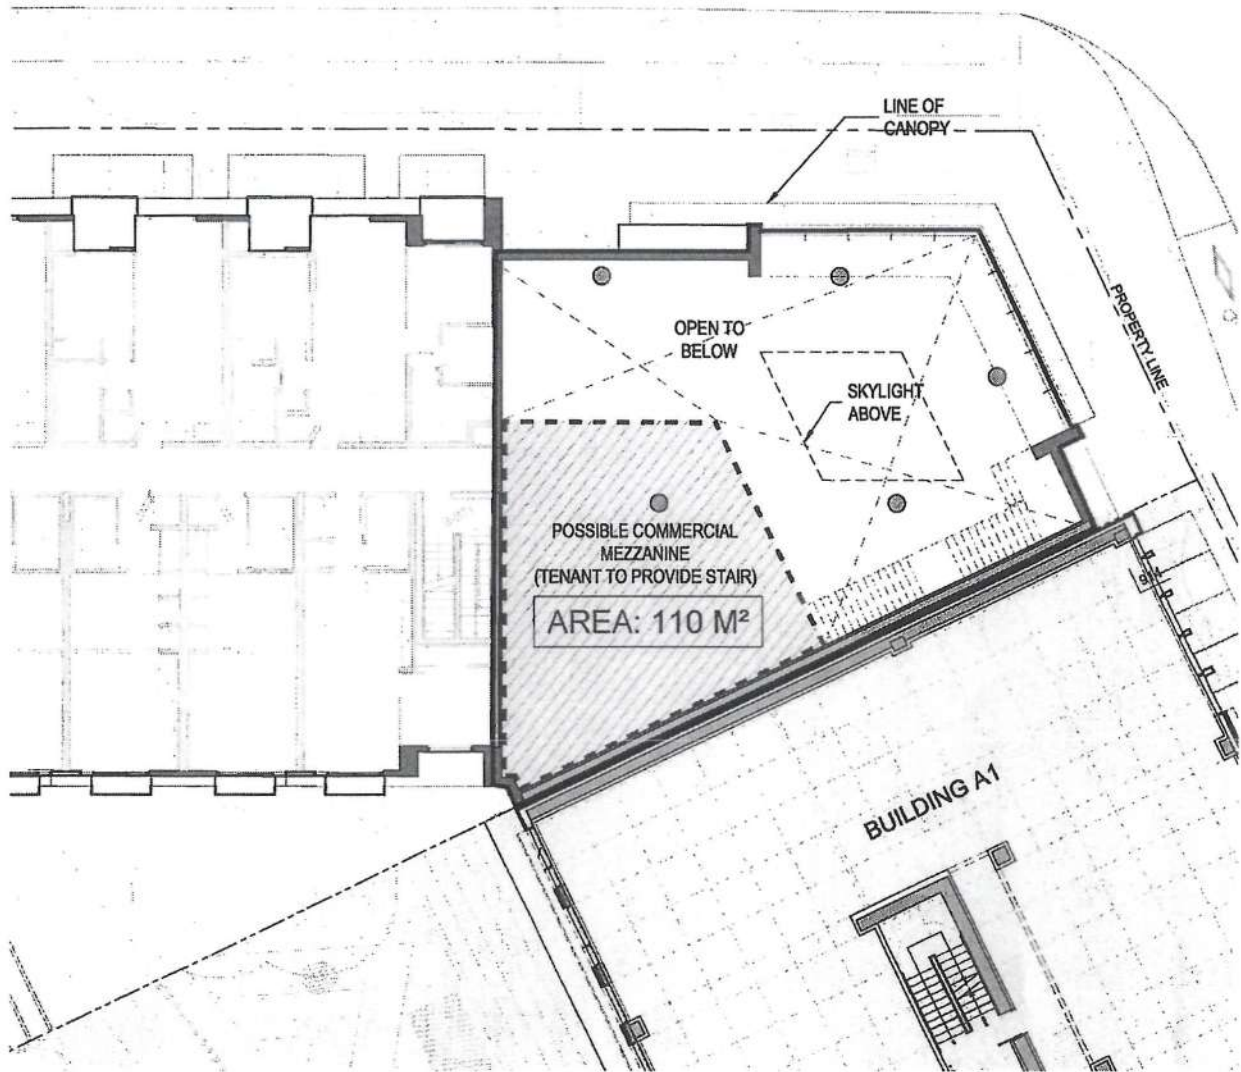 LINE OF
CANOPY
PROPERTY LINE
OPEN TO
BELOW
SKYLIGHT
ABOVE
POSSIBLE COMMERCIAL
MEZZANINE
(TENANT TO PROVIDE STAIR)
AREA: 110 M²
BUILDING A1